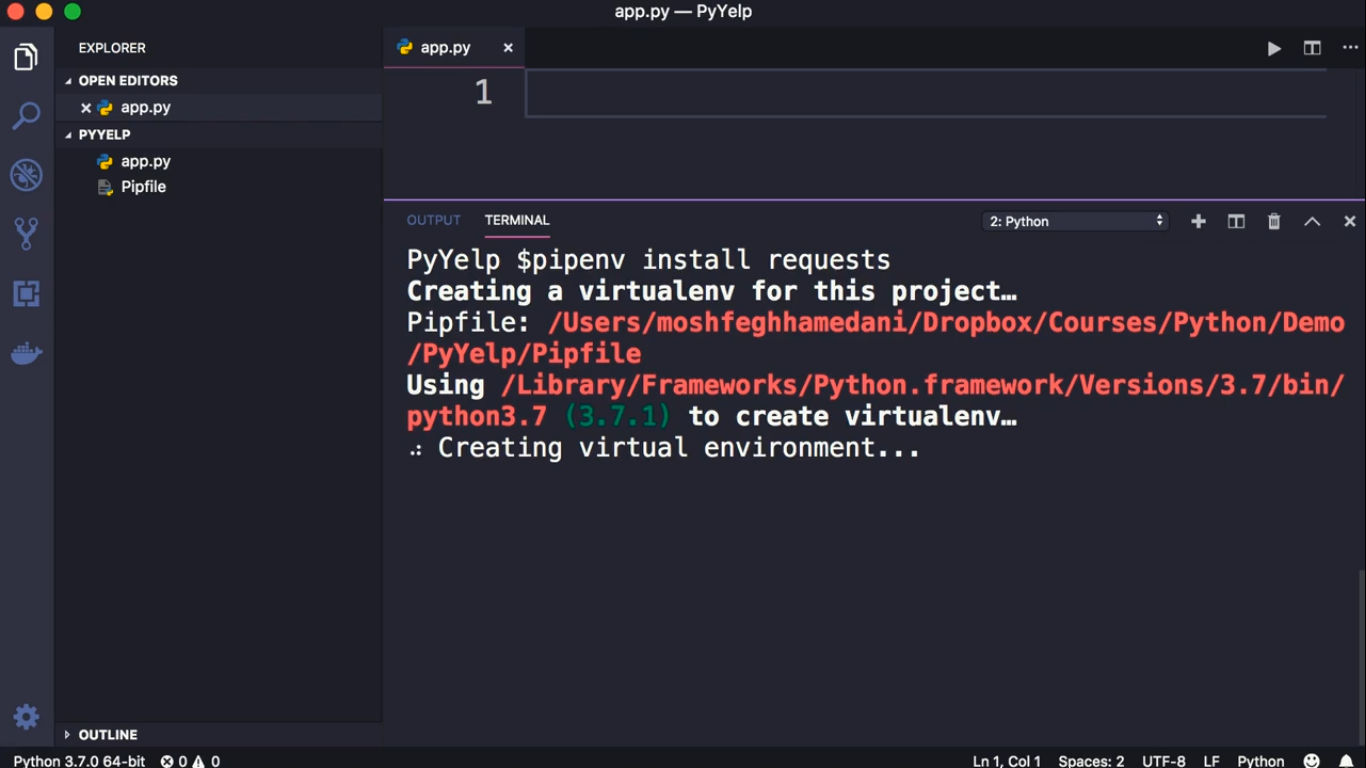 app.py — PyYelp
EXPLORER
OPEN EDITORS
app.py
PYYELP
app.py
Pipfile
OUTLINE
app.py
1
OUTPUT TERMINAL 2: Python
PyYelp $pipenv install requests
Creating a virtualenv for this project…
Pipfile: /Users/moshfeghhamedani/Dropbox/Courses/Python/Demo
/PyYelp/Pipfile
Using /Library/Frameworks/Python.framework/Versions/3.7/bin/
python3.7 (3.7.1) to create virtualenv…
Creating virtual environment...
Python 3.7.0 64-bit 0 0 Ln 1, Col 1 Spaces: 2 UTF-8 LF Python